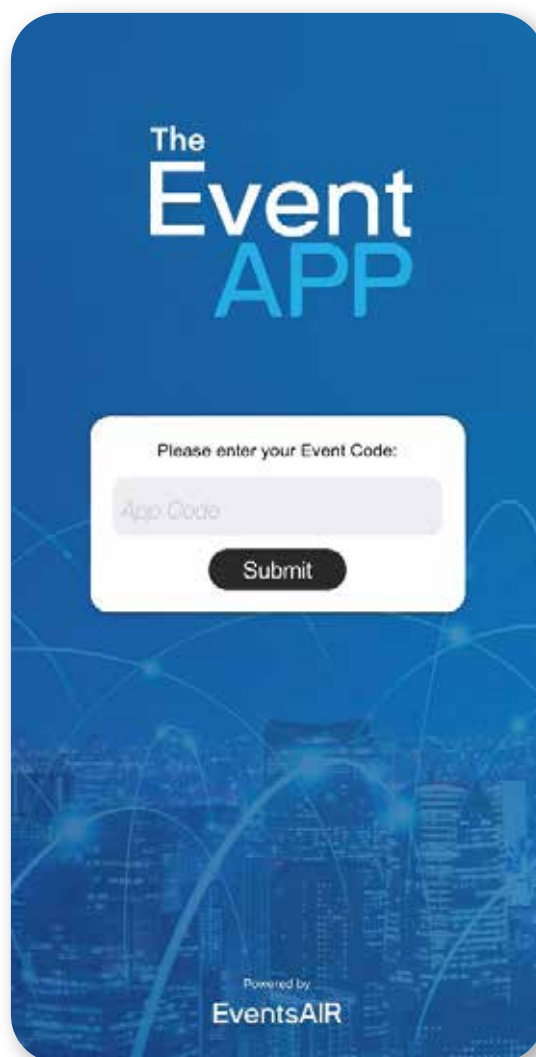 The
Event
APP
Please enter your Event Code:
App Code
Submit
Powered by
EventsAIR